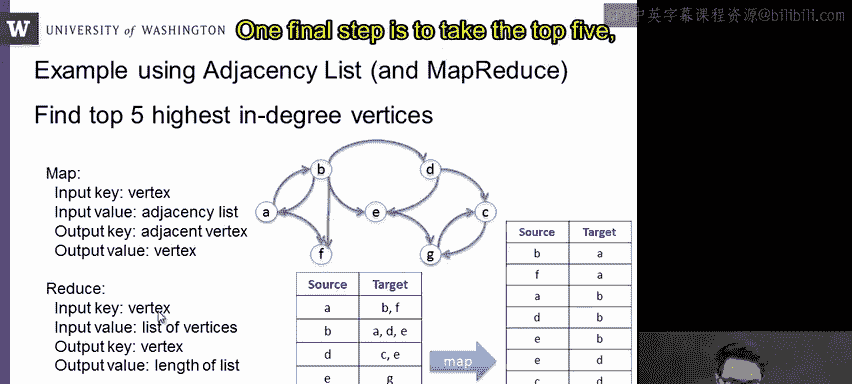 W UNIVERSITY of WASHINGTON
One final step is to take the top five,
中英字幕课程资源@bilibili.com
Example using Adjacency List (and MapReduce)
Find top 5 highest in-degree vertices
Map:
Input key: vertex
Input value: adjacency list
Output key: adjacent vertex
Output value: vertex
Reduce:
Input key: vertex
Input value: list of vertices
Output key: vertex
Output value: length of list
b
d
a
e
c
f
g
Source Target
a b, f
b a, d, e
d c, e
e g
map
Source Target
b a
f a
a b
d b
e b
e d
c d